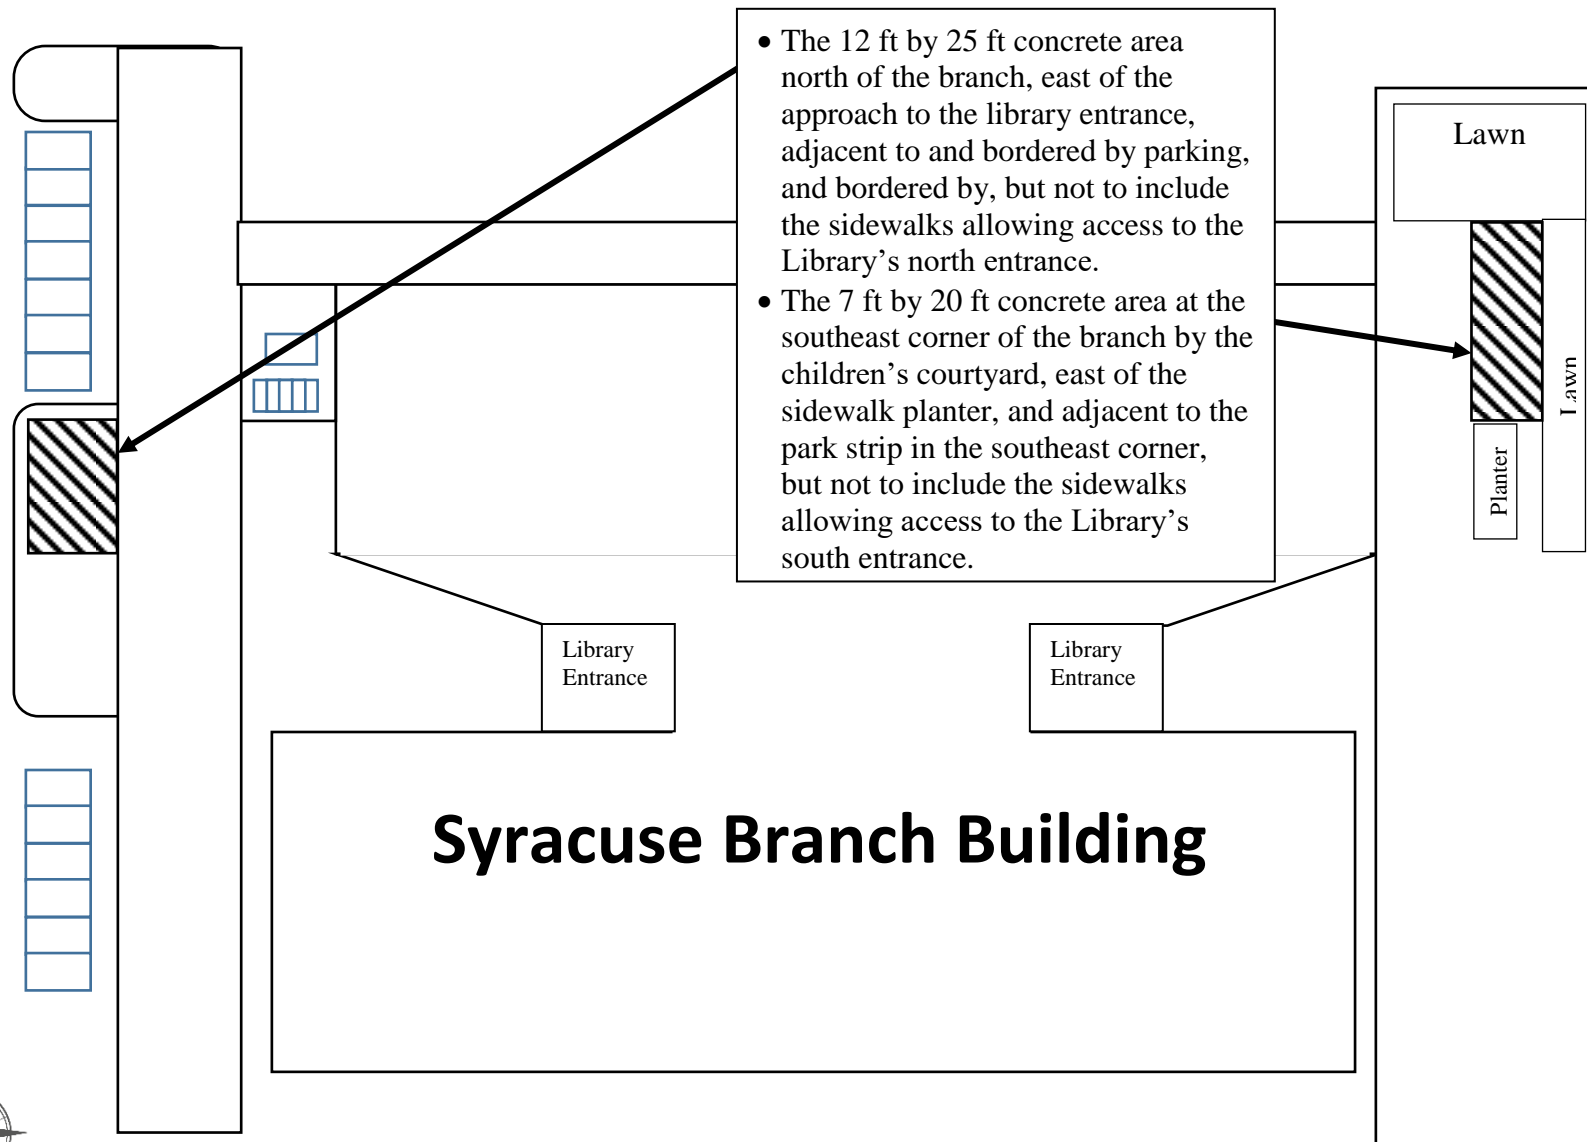 • The 12 ft by 25 ft concrete area
north of the branch, east of the
approach to the library entrance,
adjacent to and bordered by parking,
and bordered by, but not to include
the sidewalks allowing access to the
Library’s north entrance.
• The 7 ft by 20 ft concrete area at the
southeast corner of the branch by the
children’s courtyard, east of the
sidewalk planter, and adjacent to the
park strip in the southeast corner,
but not to include the sidewalks
allowing access to the Library’s
south entrance.
Lawn
Lawn
Planter
Library
Entrance
Library
Entrance
Syracuse Branch Building